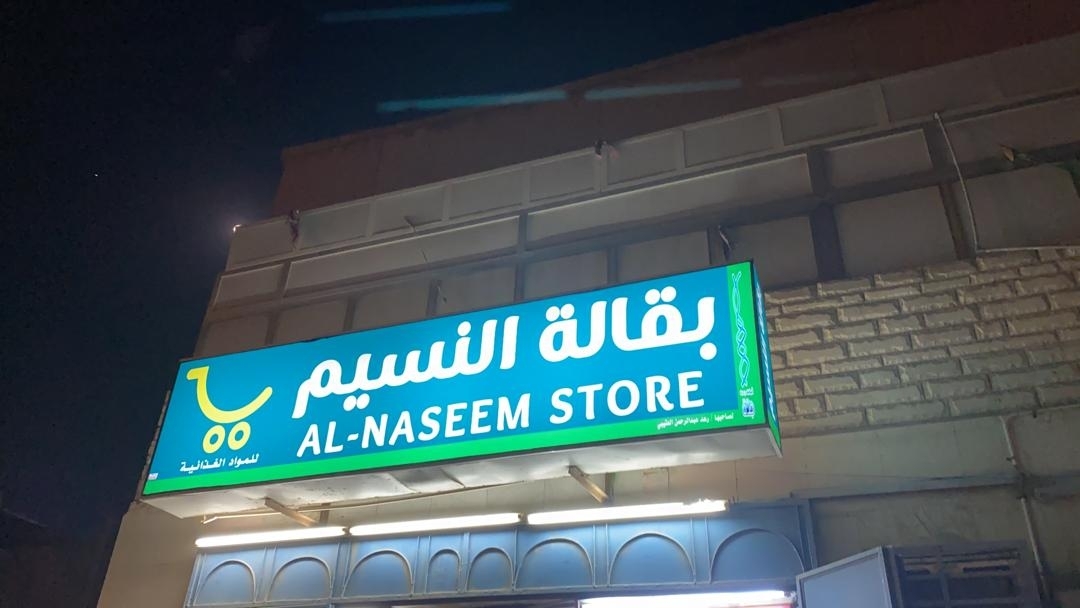 بقالة النسيم
AL-NASEEM STORE
للمواد الغذائية